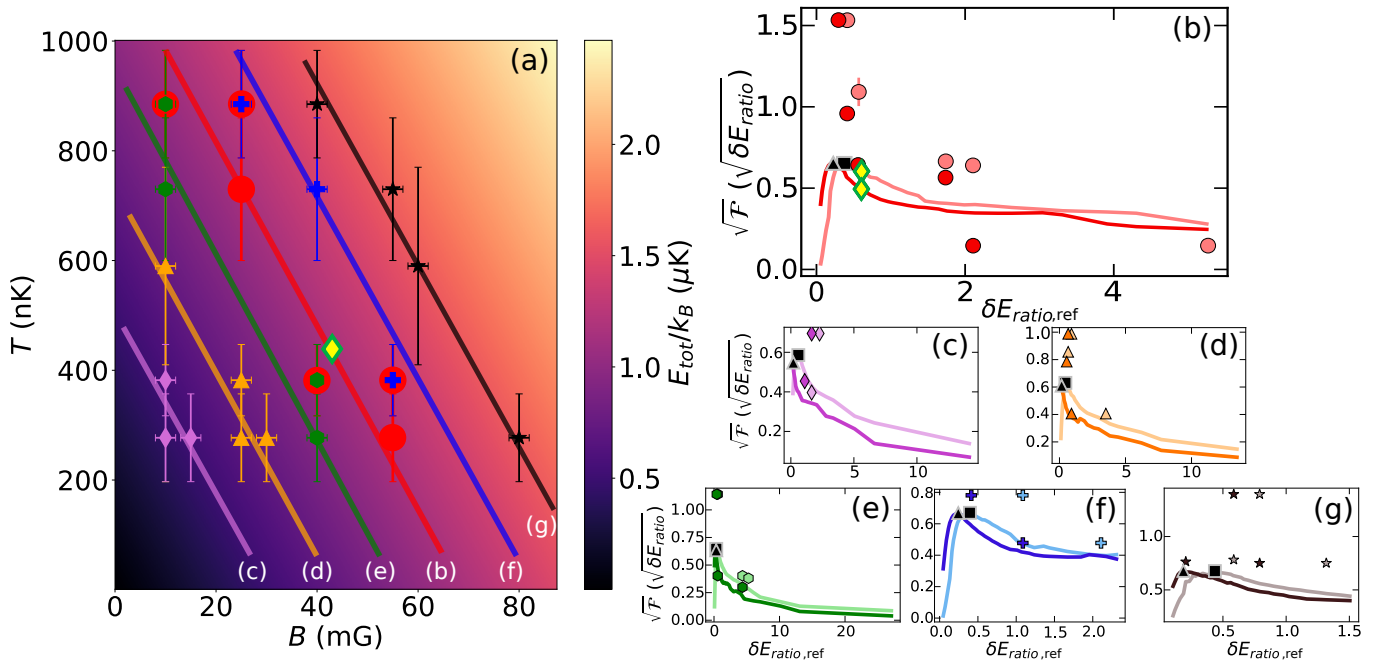 (a)
1000
800
600
400
200
T (nK)
0
20
40
60
80
B (mG)
(c)
(d)
(e)
(b)
(f)
(g)
2.0
1.5
1.0
0.5
E_tot/k_B (μK)
(b)
1.5
1.0
0.5
0.0
√F (√δE_ratio)
0
2
4
δE_ratio,ref
(c)
0.6
0.4
0.2
√F (√δE_ratio)
0
5
10
(d)
1.0
0.8
0.6
0.4
0.2
0
5
10
(e)
1.00
0.75
0.50
0.25
0.00
√F (√δE_ratio)
0
10
20
δE_ratio,ref
(f)
0.8
0.6
0.4
0.2
0.0
0.0
0.5
1.0
1.5
2.0
δE_ratio,ref
(g)
1.0
0.5
0.5
1.0
1.5
δE_ratio,ref